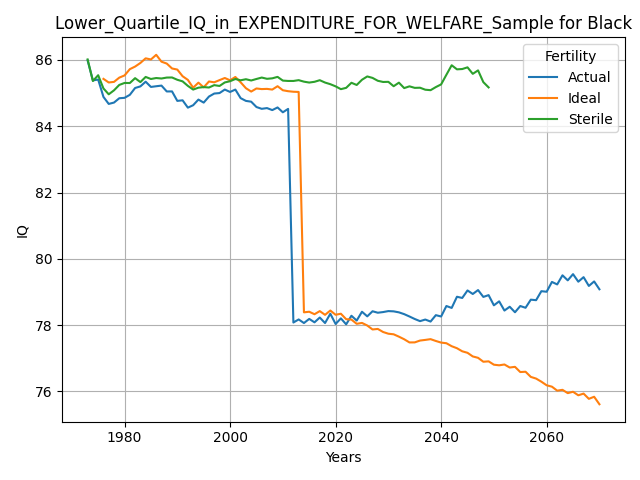 Lower_Quartile_IQ_in_EXPENDITURE_FOR_WELFARE_Sample for Black
Fertility
Actual
Ideal
Sterile
86
84
82
80
78
76
IQ
1980
2000
2020
2040
2060
Years